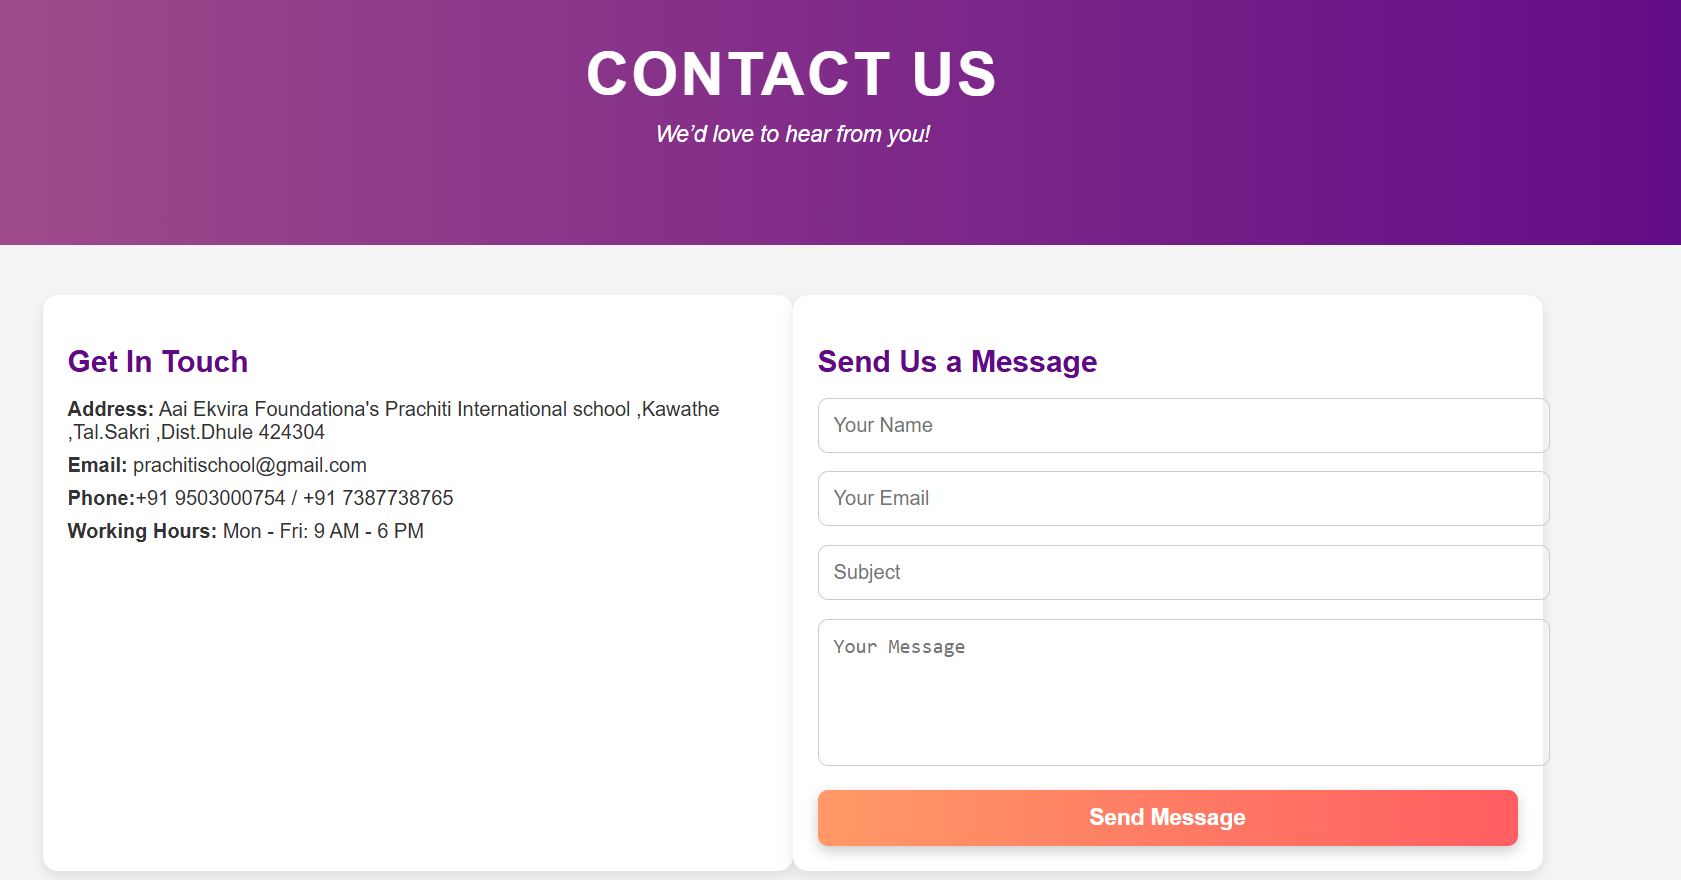 CONTACT US
We’d love to hear from you!
Get In Touch
Address: Aai Ekvira Foundationa's Prachiti International school ,Kawathe
,Tal.Sakri ,Dist.Dhule 424304
Email: prachitischool@gmail.com
Phone:+91 9503000754 / +91 7387738765
Working Hours: Mon - Fri: 9 AM - 6 PM
Send Us a Message
Your Name
Your Email
Subject
Your Message
Send Message